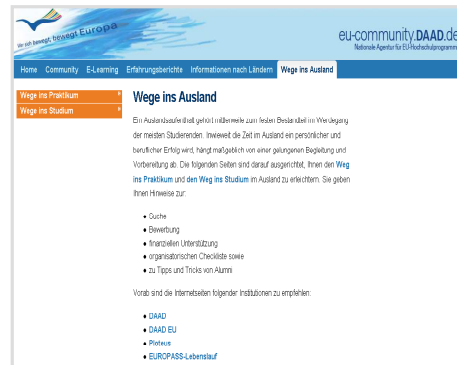 Wer sich bewegt, bewegt Europa
eu-community.DAAD.de
Nationale Agentur für EU-Hochschulprogramm
Home Community E-Learning Erfahrungsberichte Informationen nach Ländern Wege ins Ausland
Wege ins Praktikum
Wege ins Studium
Wege ins Ausland
Ein Auslandsaufenthalt gehört mittlerweile zum festen Bestandteil im Werdegang
der meisten Studierenden. Inwieweit die Zeit im Ausland ein persönlicher und
beruflicher Erfolg wird, hängt maßgeblich von einer gelungenen Begleitung und
Vorbereitung ab. Die folgenden Seiten sind darauf ausgerichtet, Ihnen den Weg
ins Praktikum und den Weg ins Studium im Ausland zu erleichtern. Sie geben
Ihnen Hinweise zur:
• Suche
• Bewerbung
• finanziellen Unterstützung
• organisatorischen Checkliste sowie
• zu Tipps und Tricks von Alumni
Vorab sind die Internetseiten folgender Institutionen zu empfehlen:
• DAAD
• DAAD EU
• Ploteus
• EUROPASS-Lebenslauf